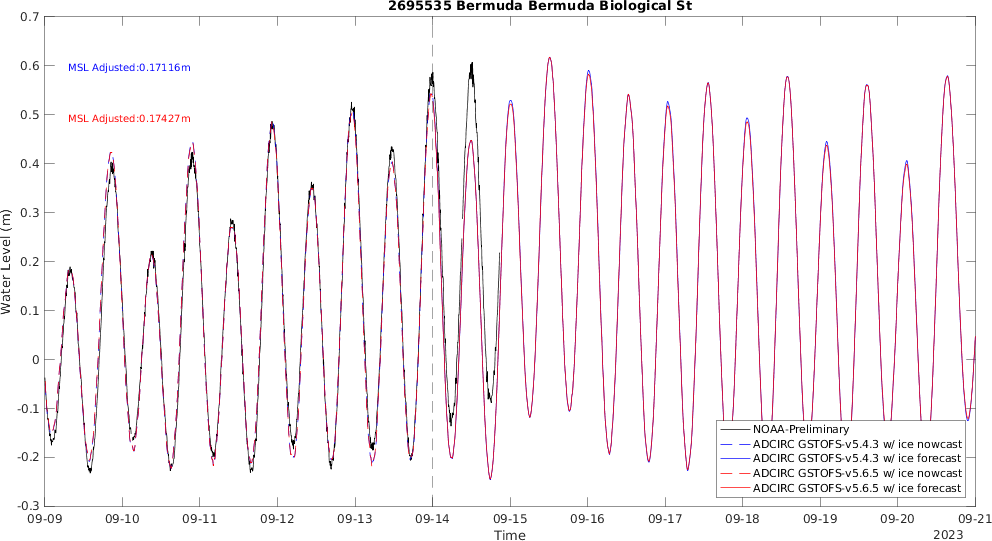 2695535 Bermuda Bermuda Biological St
0.7
0.6
0.5
0.4
0.3
0.2
0.1
0
-0.1
-0.2
-0.3
Water Level (m)
MSL Adjusted:0.17116m
MSL Adjusted:0.17427m
NOAA-Preliminary
ADCIRC GSTOFS-v5.4.3 w/ ice nowcast
ADCIRC GSTOFS-v5.4.3 w/ ice forecast
ADCIRC GSTOFS-v5.6.5 w/ ice nowcast
ADCIRC GSTOFS-v5.6.5 w/ ice forecast
09-09 09-10 09-11 09-12 09-13 09-14 09-15 09-16 09-17 09-18 09-19 09-20 09-21
Time
2023